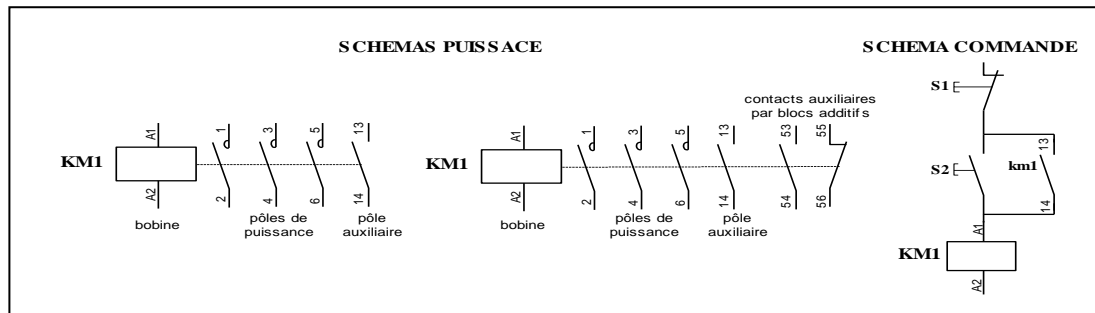 SCHEMAS PUISSACE
SCHEMA COMMANDE
KM1
A1
A2
bobine
1
2
3
4
5
6
13
14
pôles de
puissance
pôle
auxiliaire
KM1
A1
A2
bobine
1
2
3
4
5
6
13
14
pôles de
puissance
pôle
auxiliaire
contacts auxiliaires
par blocs additifs
53
54
55
56
S1
S2
km1
13
14
KM1
A1
A2